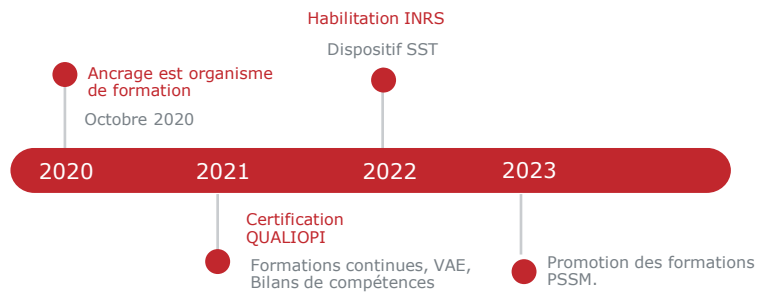 Habilitation INRS
Dispositif SST
Ancrage est organisme
de formation
Octobre 2020
2020
2021
2022
2023
Certification
QUALIOPI
Formations continues, VAE,
Bilans de compétences
Promotion des formations
PSSM.